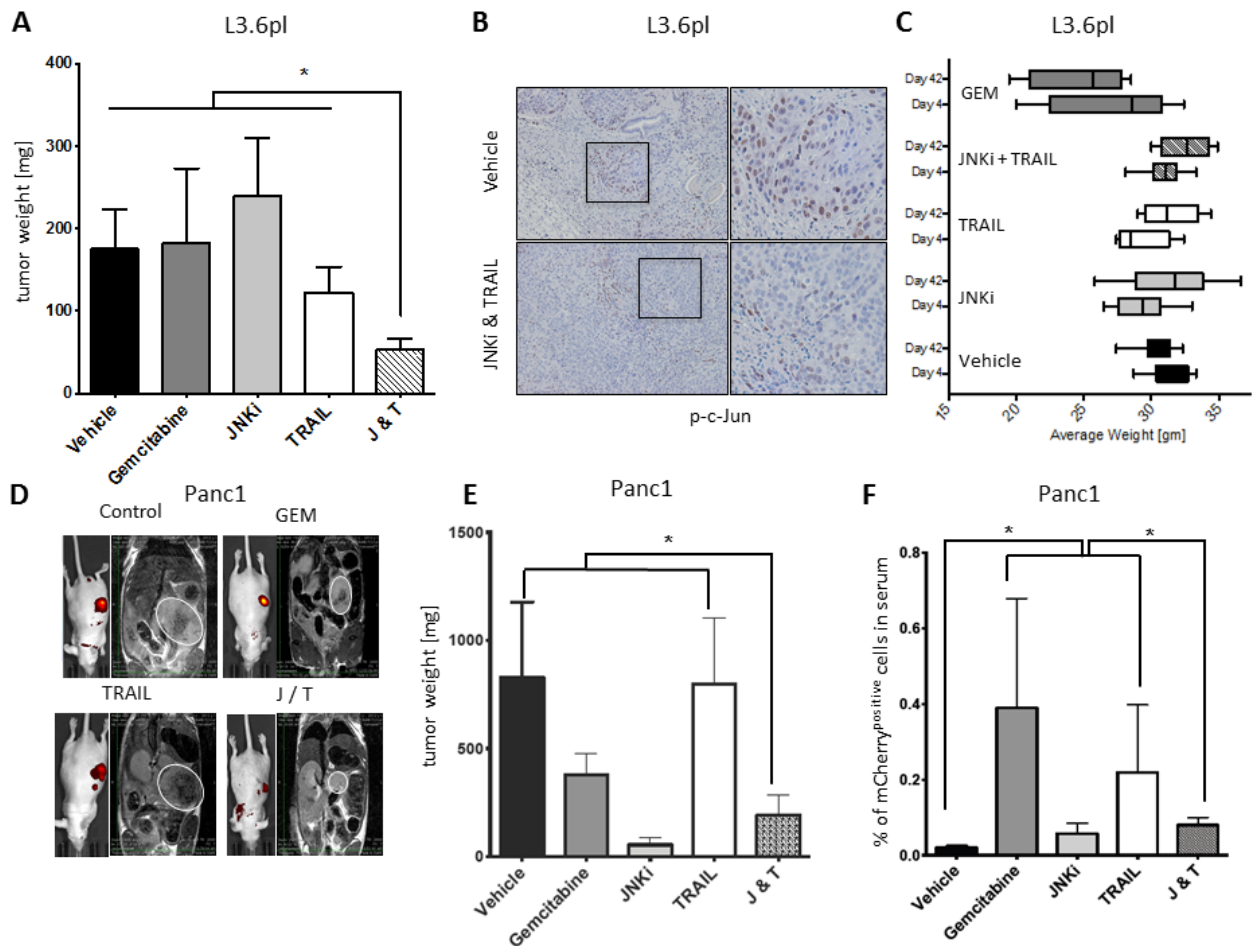 A
L3.6pl
400
300
200
100
0
tumor weight [mg]
*
Vehicle
Gemcitabine
JNKi
TRAIL
J & T
B
L3.6pl
Vehicle
JNKi & TRAIL
p-c-Jun
C
L3.6pl
Day 42
Day 4
GEM
Day 42
Day 4
JNKi + TRAIL
Day 42
Day 4
TRAIL
Day 42
Day 4
JNKi
Day 42
Day 4
Vehicle
15
20
25
30
35
Average Weight [gm]
D
Panc1
Control
GEM
TRAIL
J / T
E
Panc1
1500
1000
500
0
tumor weight [mg]
*
Vehicle
Gemcitabine
JNKi
TRAIL
J & T
F
Panc1
0.8
0.6
0.4
0.2
0.0
% of mCherrypositive cells in serum
*
*
Vehicle
Gemcitabine
JNKi
TRAIL
J & T